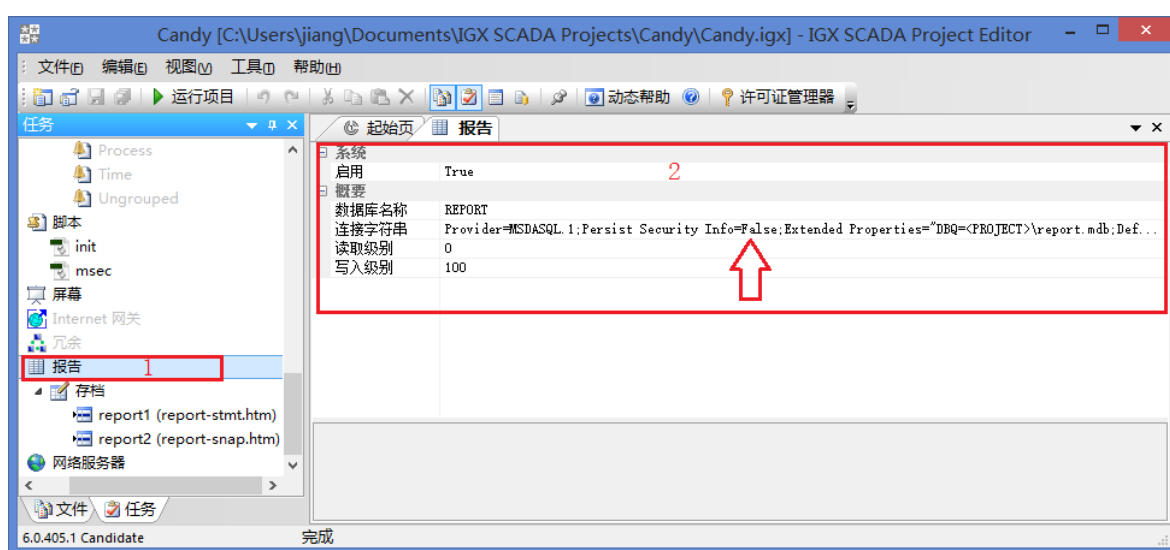 Candy [C:\Users\jiang\Documents\IGX SCADA Projects\Candy\Candy.igx] - IGX SCADA Project Editor
文件(F) 编辑(E) 视图(V) 工具(T) 帮助(H)
运行项目 动态帮助 许可证管理器
任务
Process
Time
Ungrouped
脚本
init
msec
屏幕
Internet 网关
冗余
报告 1
存档
report1 (report-stmt.htm)
report2 (report-snap.htm)
网络服务器
文件 任务
起始页 报告
系统
启用 True 2
概要
数据库名称 REPORT
连接字符串 Provider=MSDASQL.1;Persist Security Info=False;Extended Properties="DBQ=<PROJECT>\report.mdb;Def...
读取级别 0
写入级别 100
6.0.405.1 Candidate 完成